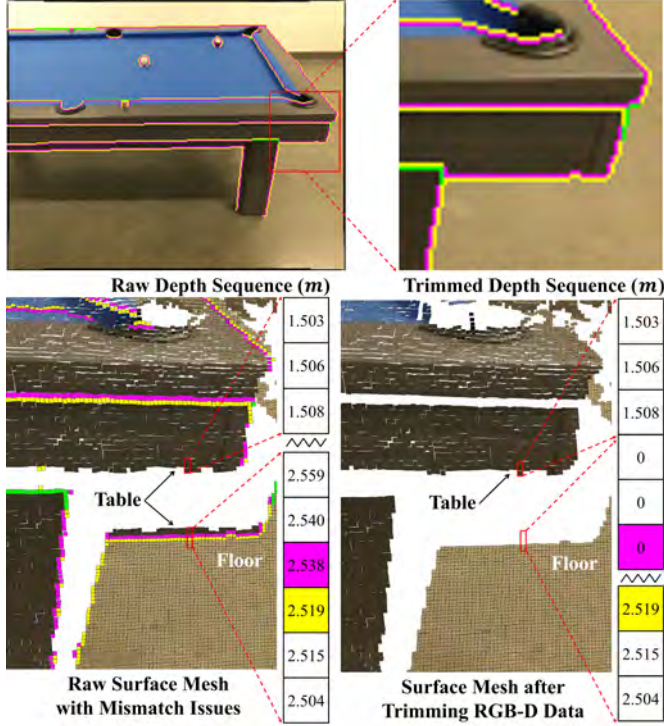 Raw Depth Sequence (m)
Trimmed Depth Sequence (m)
1.503
1.506
1.508
2.559
2.540
2.538
2.519
2.515
2.504
Table
Floor
Raw Surface Mesh
with Mismatch Issues
1.503
1.506
1.508
0
0
0
2.519
2.515
2.504
Table
Floor
Surface Mesh after
Trimming RGB-D Data